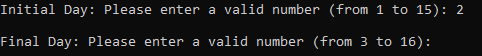 Initial Day: Please enter a valid number (from 1 to 15): 2
Final Day: Please enter a valid number (from 3 to 16):